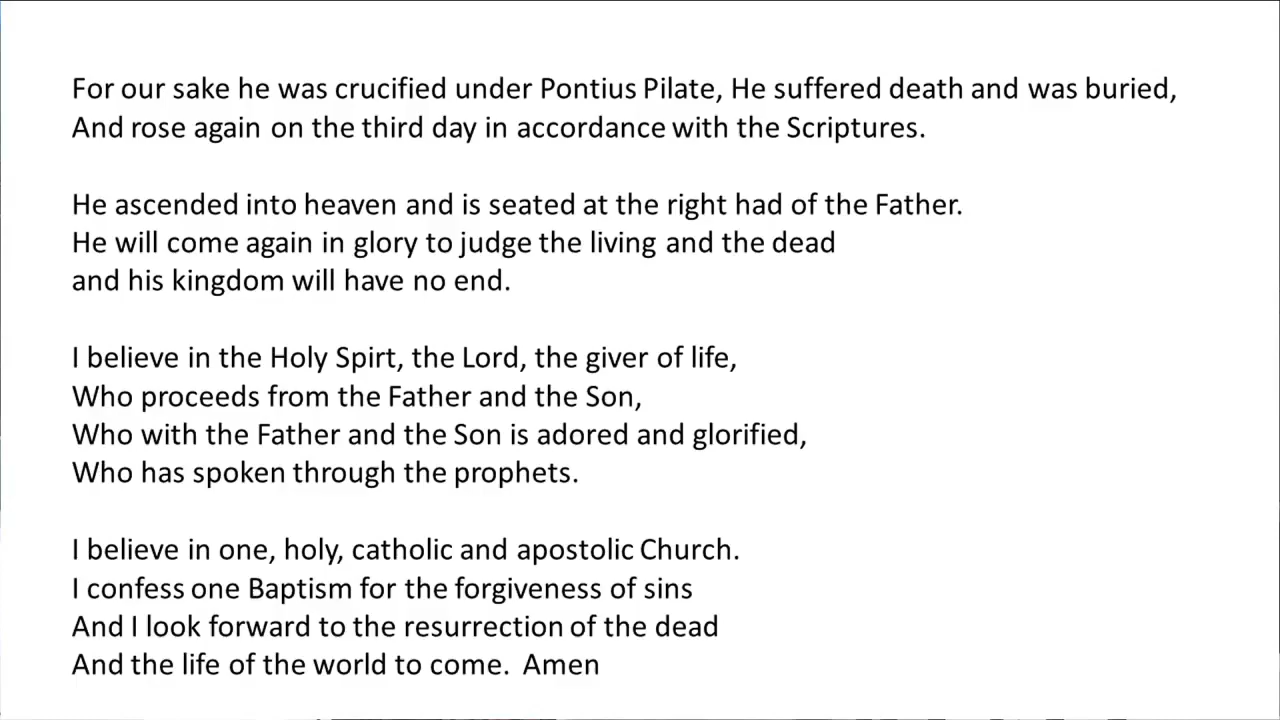 For our sake he was crucified under Pontius Pilate, He suffered death and was buried,
And rose again on the third day in accordance with the Scriptures.
He ascended into heaven and is seated at the right had of the Father.
He will come again in glory to judge the living and the dead
and his kingdom will have no end.
I believe in the Holy Spirt, the Lord, the giver of life,
Who proceeds from the Father and the Son,
Who with the Father and the Son is adored and glorified,
Who has spoken through the prophets.
I believe in one, holy, catholic and apostolic Church.
I confess one Baptism for the forgiveness of sins
And I look forward to the resurrection of the dead
And the life of the world to come.  Amen